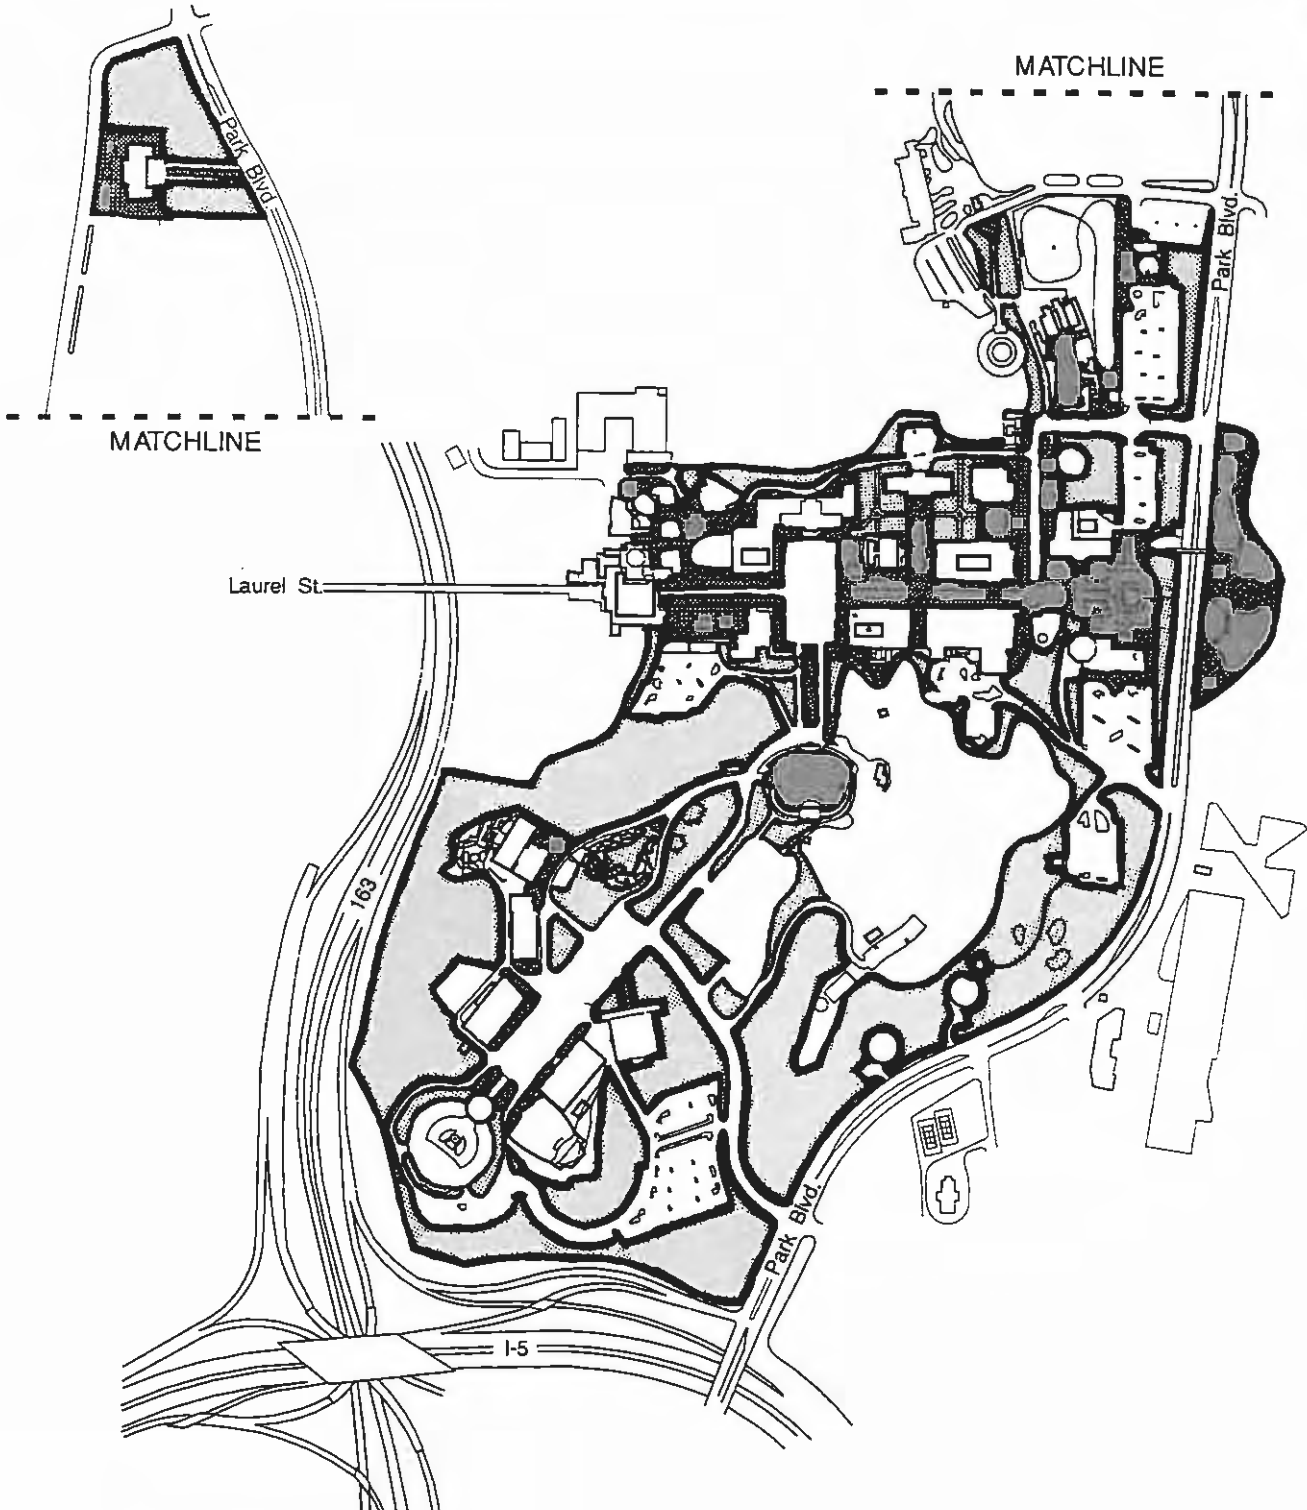 MATCHLINE
Park Blvd
Park Blvd.
MATCHLINE
Laurel St.
163
Park Blvd.
I-5